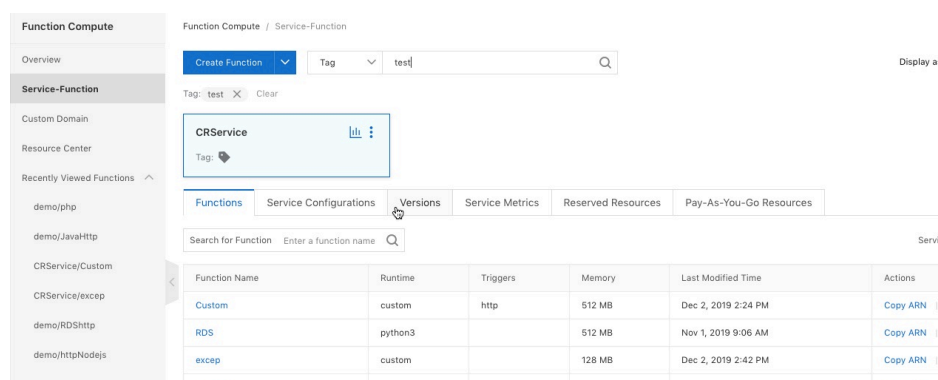 Function Compute
Overview
Service-Function
Custom Domain
Resource Center
Recently Viewed Functions
demo/php
demo/JavaHttp
CRService/Custom
CRService/excep
demo/RDShttp
demo/httpNodejs
Function Compute / Service-Function
Create Function Tag test Display a
Tag: test Clear
CRService
Tag:
Functions Service Configurations Versions Service Metrics Reserved Resources Pay-As-You-Go Resources
Search for Function Enter a function name Servi
Function Name Runtime Triggers Memory Last Modified Time Actions
Custom custom http 512 MB Dec 2, 2019 2:24 PM Copy ARN
RDS python3 512 MB Nov 1, 2019 9:06 AM Copy ARN
excep custom 128 MB Dec 2, 2019 2:42 PM Copy ARN